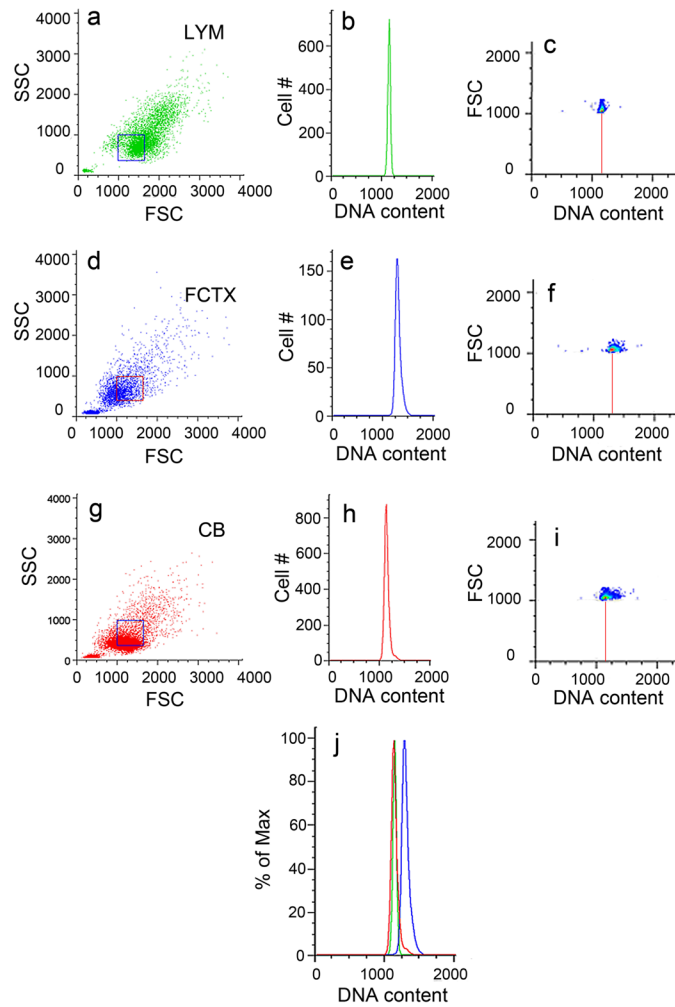 a
LYM
SSC
4000
3000
2000
1000
0
0 1000 2000 3000 4000
FSC
b
Cell #
600
400
200
0
0 1000 2000
DNA content
c
FSC
2000
1000
0
0 1000 2000
DNA content
d
FCTX
SSC
4000
3000
2000
1000
0
0 1000 2000 3000 4000
FSC
e
Cell #
150
100
50
0
0 1000 2000
DNA content
f
FSC
2000
1000
0
0 1000 2000
DNA content
g
CB
SSC
4000
3000
2000
1000
0
0 1000 2000 3000 4000
FSC
h
Cell #
800
600
400
200
0
0 1000 2000
DNA content
i
FSC
2000
1000
0
0 1000 2000
DNA content
j
% of Max
100
80
60
40
20
0
0 1000 2000
DNA content